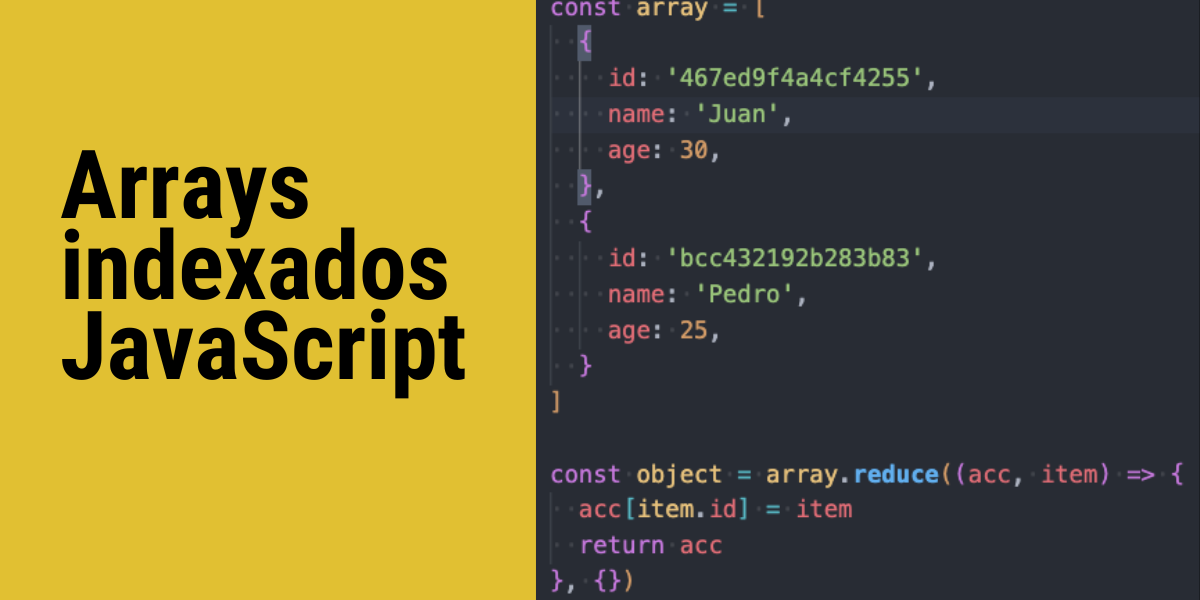 Arrays
indexados
JavaScript
const array = [
  {
    id: '467ed9f4a4cf4255',
    name: 'Juan',
    age: 30,
  },
  {
    id: 'bcc432192b283b83',
    name: 'Pedro',
    age: 25,
  }
]
const object = array.reduce((acc, item) => {
  acc[item.id] = item
  return acc
}, {})